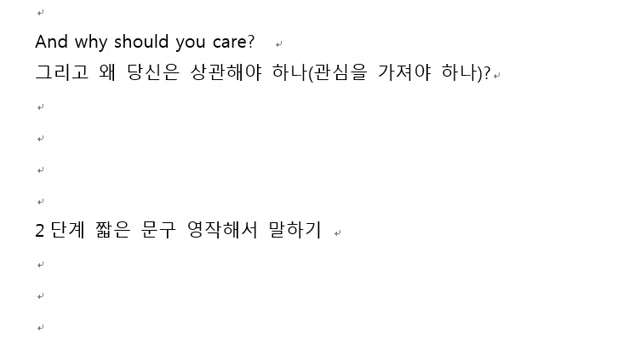 And why should you care?
그리고 왜 당신은 상관해야 하나(관심을 가져야 하나)?
2 단계 짧은 문구 영작해서 말하기